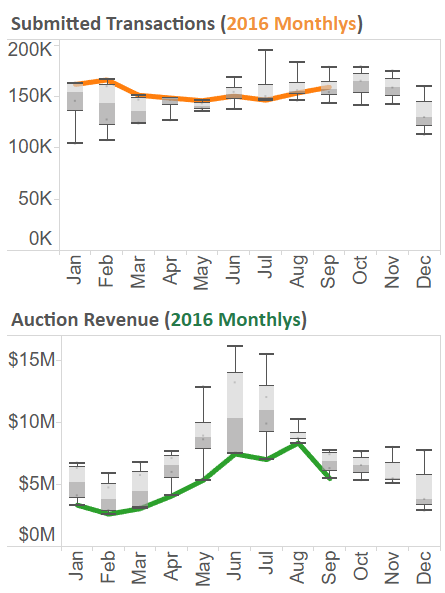 Submitted Transactions (2016 Monthlys)
200K
150K
100K
50K
0K
Jan Feb Mar Apr May Jun Jul Aug Sep Oct Nov Dec
Auction Revenue (2016 Monthlys)
$15M
$10M
$5M
$0M
Jan Feb Mar Apr May Jun Jul Aug Sep Oct Nov Dec